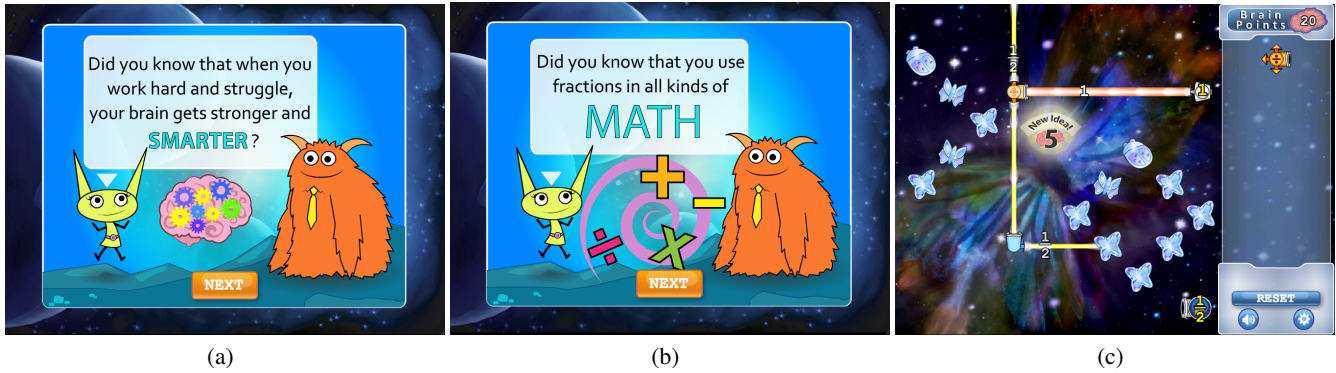 Did you know that when you
work hard and struggle,
your brain gets stronger and
SMARTER ?
NEXT
(a)
Did you know that you use
fractions in all kinds of
MATH
+
−
÷
X
NEXT
(b)
Brain
Points
20
1/2
1
1
New Idea!
5
1/2
1/2
RESET
(c)